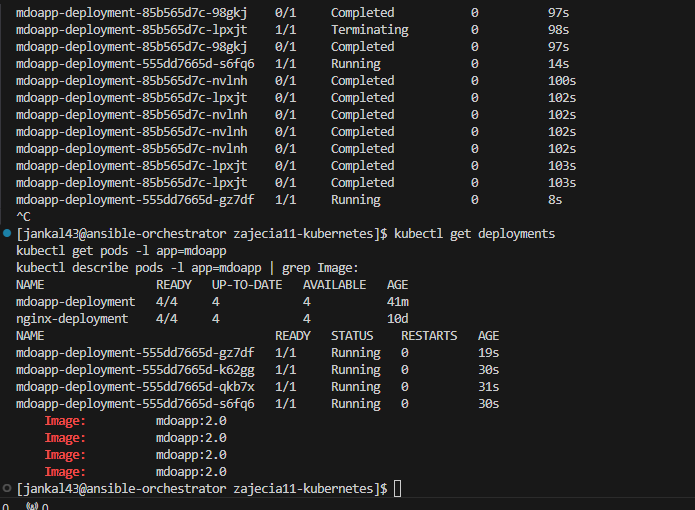 mdoapp-deployment-85b565d7c-98gkj   0/1     Completed           0          97s
mdoapp-deployment-85b565d7c-lpxjt   1/1     Terminating         0          98s
mdoapp-deployment-85b565d7c-98gkj   0/1     Completed           0          97s
mdoapp-deployment-555dd7665d-s6fq6   1/1     Running             0          14s
mdoapp-deployment-85b565d7c-nvlnh   0/1     Completed           0          100s
mdoapp-deployment-85b565d7c-lpxjt   0/1     Completed           0          102s
mdoapp-deployment-85b565d7c-nvlnh   0/1     Completed           0          102s
mdoapp-deployment-85b565d7c-nvlnh   0/1     Completed           0          102s
mdoapp-deployment-85b565d7c-nvlnh   0/1     Completed           0          102s
mdoapp-deployment-85b565d7c-lpxjt   0/1     Completed           0          103s
mdoapp-deployment-85b565d7c-lpxjt   0/1     Completed           0          103s
mdoapp-deployment-555dd7665d-gz7df   1/1     Running             0          8s
^C
[jankal43@ansible-orchestrator zajecia11-kubernetes]$ kubectl get deployments
kubectl get pods -l app=mdoapp
kubectl describe pods -l app=mdoapp | grep Image:
NAME                READY   UP-TO-DATE   AVAILABLE   AGE
mdoapp-deployment   4/4     4            4           41m
nginx-deployment    4/4     4            4           10d
NAME                                 READY   STATUS    RESTARTS   AGE
mdoapp-deployment-555dd7665d-gz7df   1/1     Running   0          19s
mdoapp-deployment-555dd7665d-k62gg   1/1     Running   0          30s
mdoapp-deployment-555dd7665d-qkb7x   1/1     Running   0          31s
mdoapp-deployment-555dd7665d-s6fq6   1/1     Running   0          30s
    Image:          mdoapp:2.0
    Image:          mdoapp:2.0
    Image:          mdoapp:2.0
    Image:          mdoapp:2.0
[jankal43@ansible-orchestrator zajecia11-kubernetes]$